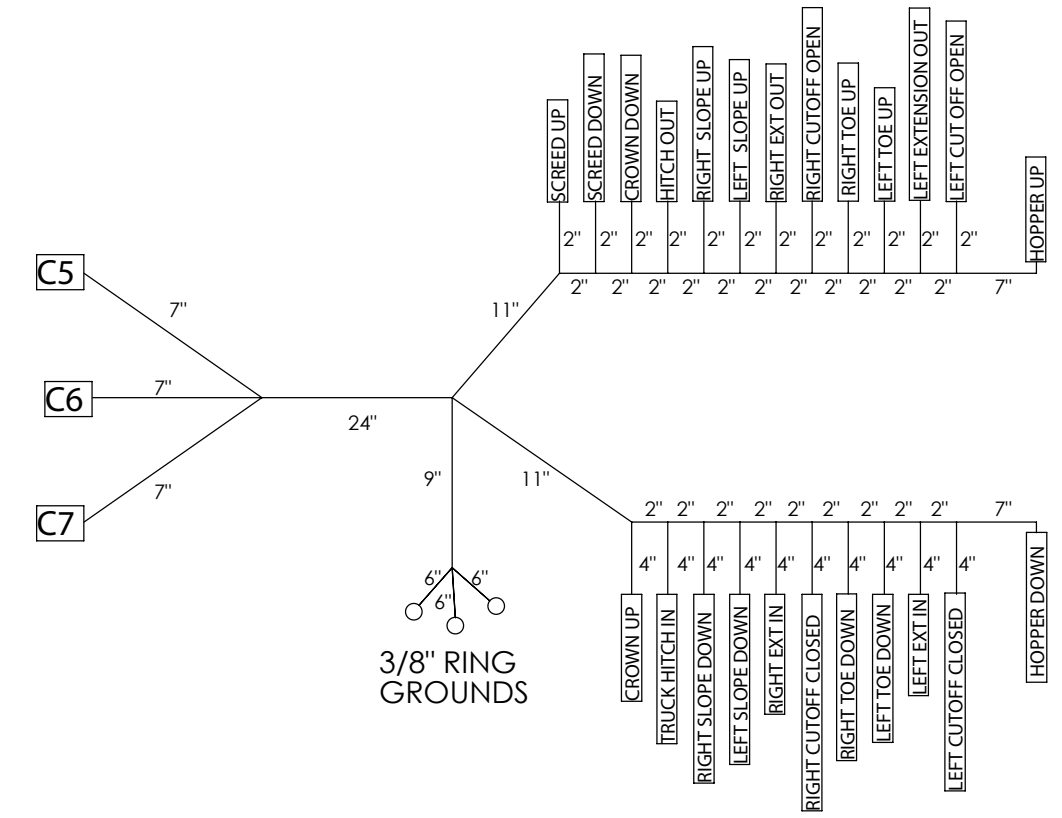 SCREED UP
SCREED DOWN
CROWN DOWN
HITCH OUT
RIGHT SLOPE UP
LEFT SLOPE UP
RIGHT EXT OUT
RIGHT CUTOFF OPEN
RIGHT TOE UP
LEFT TOE UP
LEFT EXTENSION OUT
LEFT CUT OFF OPEN
HOPPER UP
2" 2" 2" 2" 2" 2" 2" 2" 2" 2" 2" 2"
2" 2" 2" 2" 2" 2" 2" 2" 2" 2" 2" 7"
C5
7"
11"
C6
7"
24"
C7
7"
9"
11"
2" 2" 2" 2" 2" 2" 2" 2" 2" 7"
4" 4" 4" 4" 4" 4" 4" 4" 4" 4"
6" 6"
6"
3/8" RING
GROUNDS
CROWN UP
TRUCK HITCH IN
RIGHT SLOPE DOWN
LEFT SLOPE DOWN
RIGHT EXT IN
RIGHT CUTOFF CLOSED
RIGHT TOE DOWN
LEFT TOE DOWN
LEFT EXT IN
LEFT CUTOFF CLOSED
HOPPER DOWN